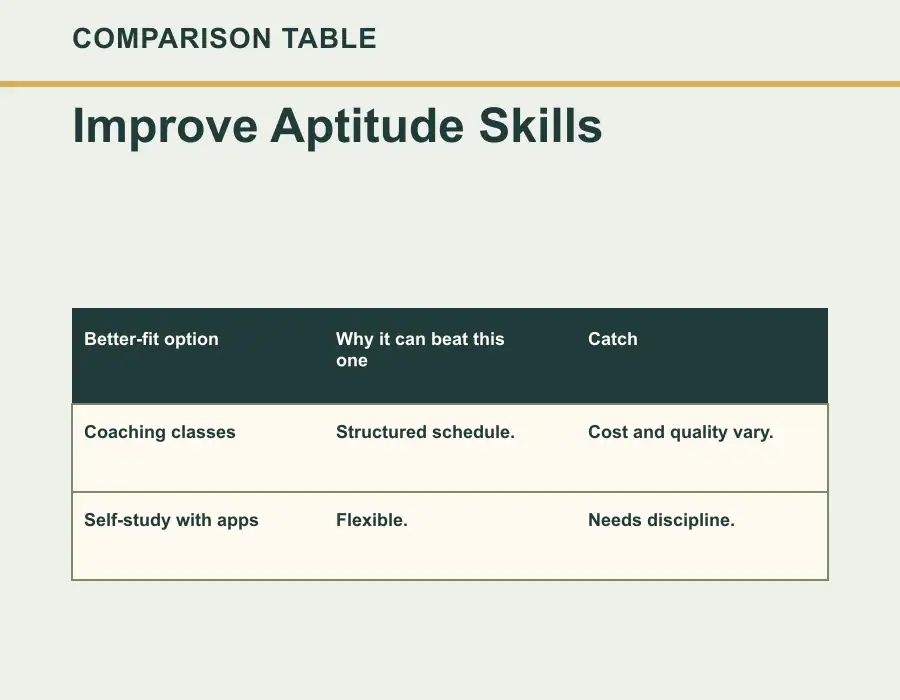 COMPARISON TABLE
Improve Aptitude Skills
Better-fit option
Why it can beat this
one
Catch
Coaching classes
Structured schedule.
Cost and quality vary.
Self-study with apps
Flexible.
Needs discipline.